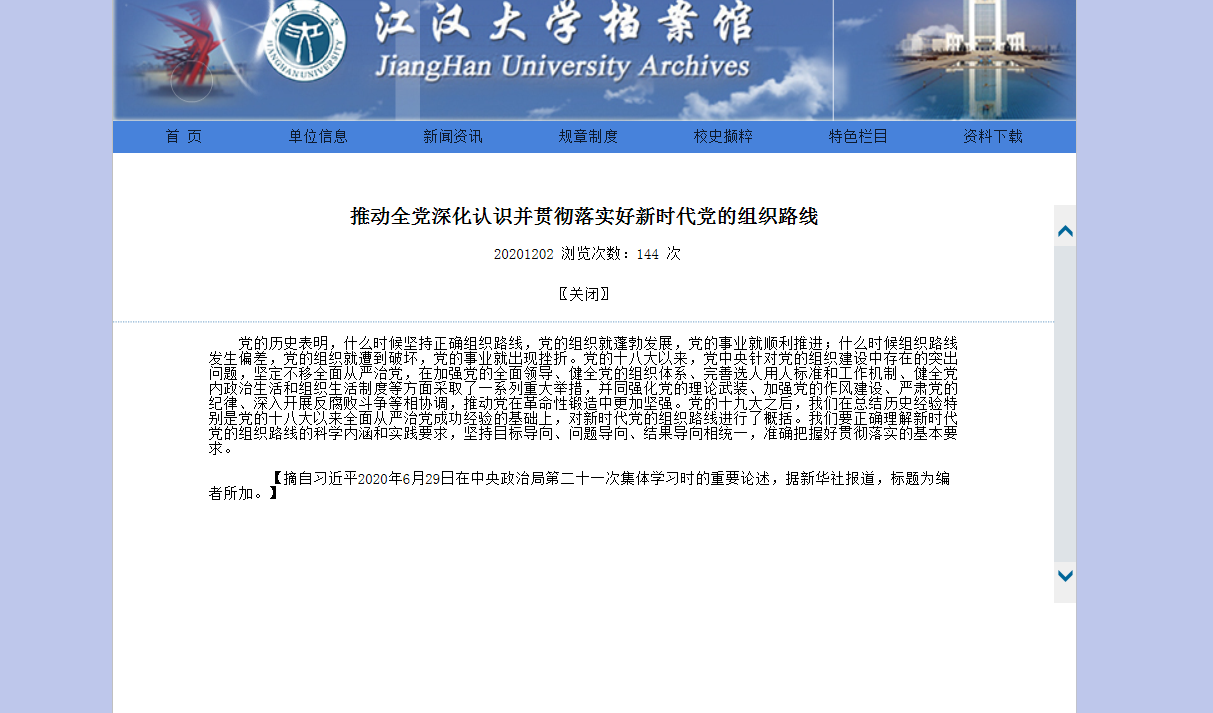 江汉大学档案馆
JiangHan University Archives
JIANGHAN UNIVERSITY
首 页 单位信息 新闻资讯 规章制度 校史撷粹 特色栏目 资料下载
推动全党深化认识并贯彻落实好新时代党的组织路线
20201202 浏览次数：144 次
〖关闭〗
党的历史表明，什么时候坚持正确组织路线，党的组织就蓬勃发展，党的事业就顺利推进；什么时候组织路线
发生偏差，党的组织就遭到破坏，党的事业就出现挫折。党的十八大以来，党中央针对党的组织建设中存在的突出
问题，坚定不移全面从严治党，在加强党的全面领导、健全党的组织体系、完善选人用人标准和工作机制、健全党
内政治生活和组织生活制度等方面采取了一系列重大举措，并同强化党的理论武装、加强党的作风建设、严肃党的
纪律、深入开展反腐败斗争等相协调，推动党在革命性锻造中更加坚强。党的十九大之后，我们在总结历史经验特
别是党的十八大以来全面从严治党成功经验的基础上，对新时代党的组织路线进行了概括。我们要正确理解新时代
党的组织路线的科学内涵和实践要求，坚持目标导向、问题导向、结果导向相统一，准确把握好贯彻落实的基本要
求。
【摘自习近平2020年6月29日在中央政治局第二十一次集体学习时的重要论述，据新华社报道，标题为编
者所加。】